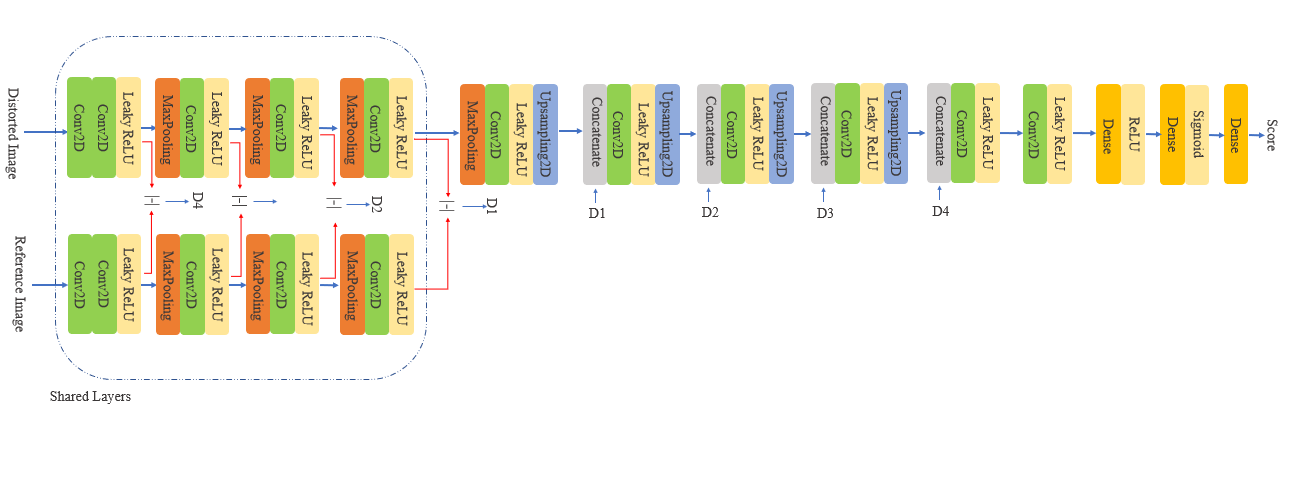 Distorted Image
Conv2D
Conv2D
Leaky ReLU
MaxPooling
Conv2D
Leaky ReLU
MaxPooling
Conv2D
Leaky ReLU
MaxPooling
Conv2D
Leaky ReLU
MaxPooling
Conv2D
Leaky ReLU
Upsampling2D
Concatenate
Conv2D
Leaky ReLU
Upsampling2D
Concatenate
Conv2D
Leaky ReLU
Upsampling2D
Concatenate
Conv2D
Leaky ReLU
Upsampling2D
Concatenate
Conv2D
Leaky ReLU
Conv2D
Leaky ReLU
Dense
ReLU
Dense
Sigmoid
Dense
Score
|-|
D4
|-|
|-|
D2
|-|
D1
D1
D2
D3
D4
Reference Image
Conv2D
Conv2D
Leaky ReLU
MaxPooling
Conv2D
Leaky ReLU
MaxPooling
Conv2D
Leaky ReLU
MaxPooling
Conv2D
Leaky ReLU
Shared Layers